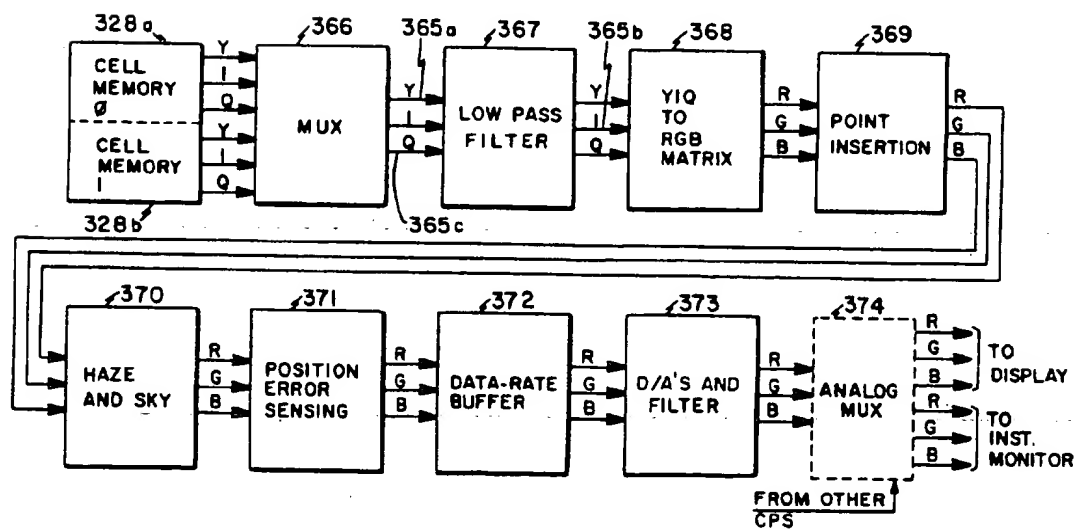 328a
366
365a
367
365b
368
369
CELL MEMORY Ø
Y
I
Q
CELL MEMORY I
Y
I
Q
328b
MUX
Y
I
Q
365c
LOW PASS FILTER
Y
I
Q
YIQ TO RGB MATRIX
R
G
B
POINT INSERTION
R
G
B
370
371
372
373
374
HAZE AND SKY
R
G
B
POSITION ERROR SENSING
R
G
B
DATA-RATE BUFFER
R
G
B
D/A'S AND FILTER
R
G
B
ANALOG MUX
R
G
B
TO DISPLAY
R
G
B
TO INST. MONITOR
FROM OTHER CPS